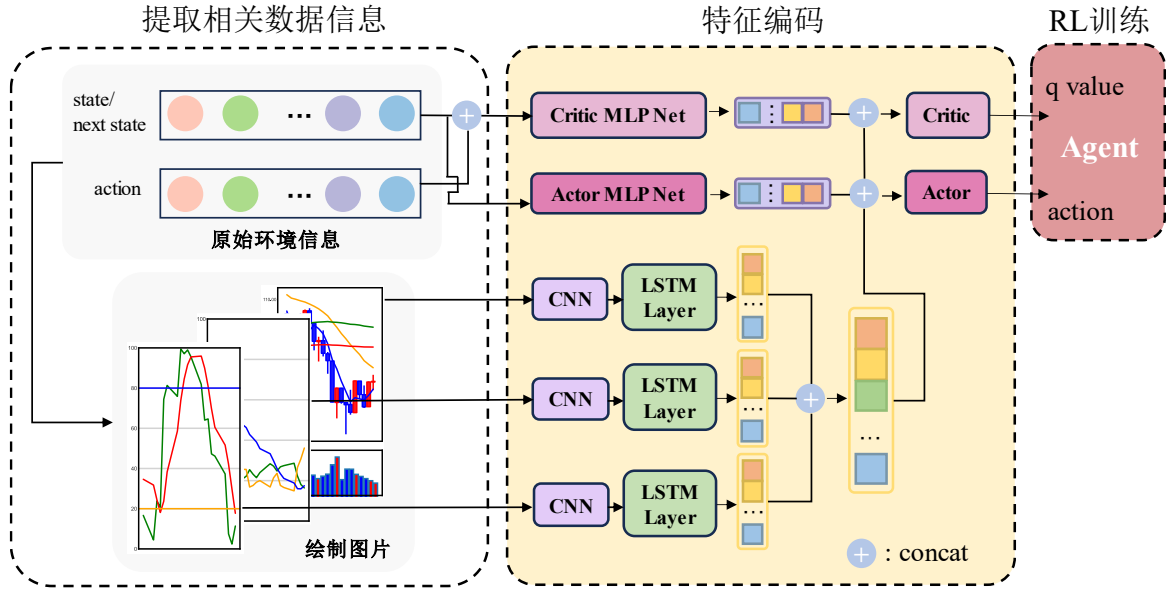 提取相关数据信息
特征编码
RL训练
state/
next state
...
action
...
原始环境信息
Critic MLP Net
Critic
q value
Agent
Actor MLP Net
Actor
action
CNN
LSTM
Layer
...
CNN
LSTM
Layer
...
CNN
LSTM
Layer
...
...
100
100
80
60
40
20
0
绘制图片
+ : concat